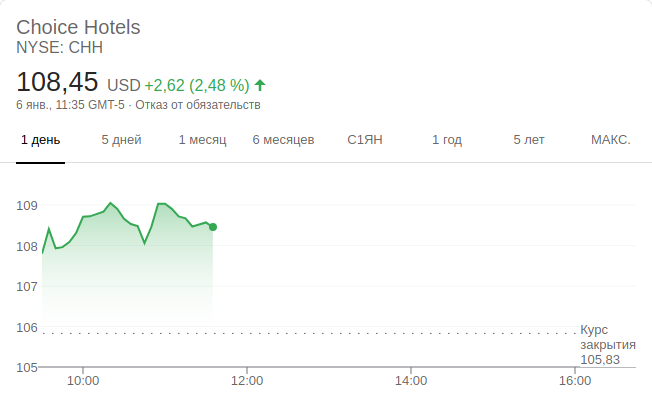 Choice Hotels
NYSE: CHH
108,45 USD +2,62 (2,48 %)
6 янв., 11:35 GMT-5 · Отказ от обязательств
1 день 5 дней 1 месяц 6 месяцев С1ЯН 1 год 5 лет МАКС.
109
108
107
106
105
Курс
закрытия
105,83
10:00 12:00 14:00 16:00